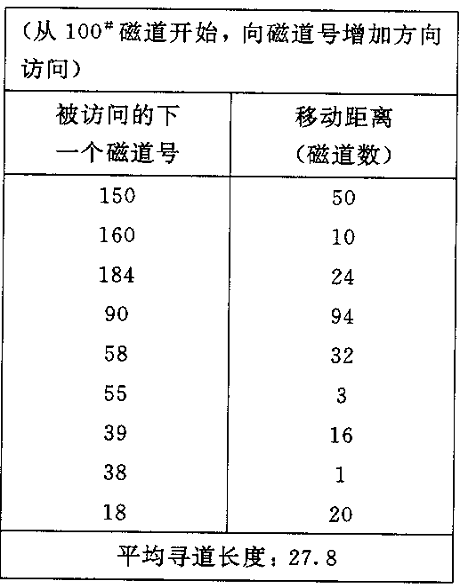 (从 100# 磁道开始，向磁道号增加方向
访问)
被访问的下 移动距离
一个磁道号 (磁道数)
150 50
160 10
184 24
90 94
58 32
55 3
39 16
38 1
18 20
平均寻道长度：27.8